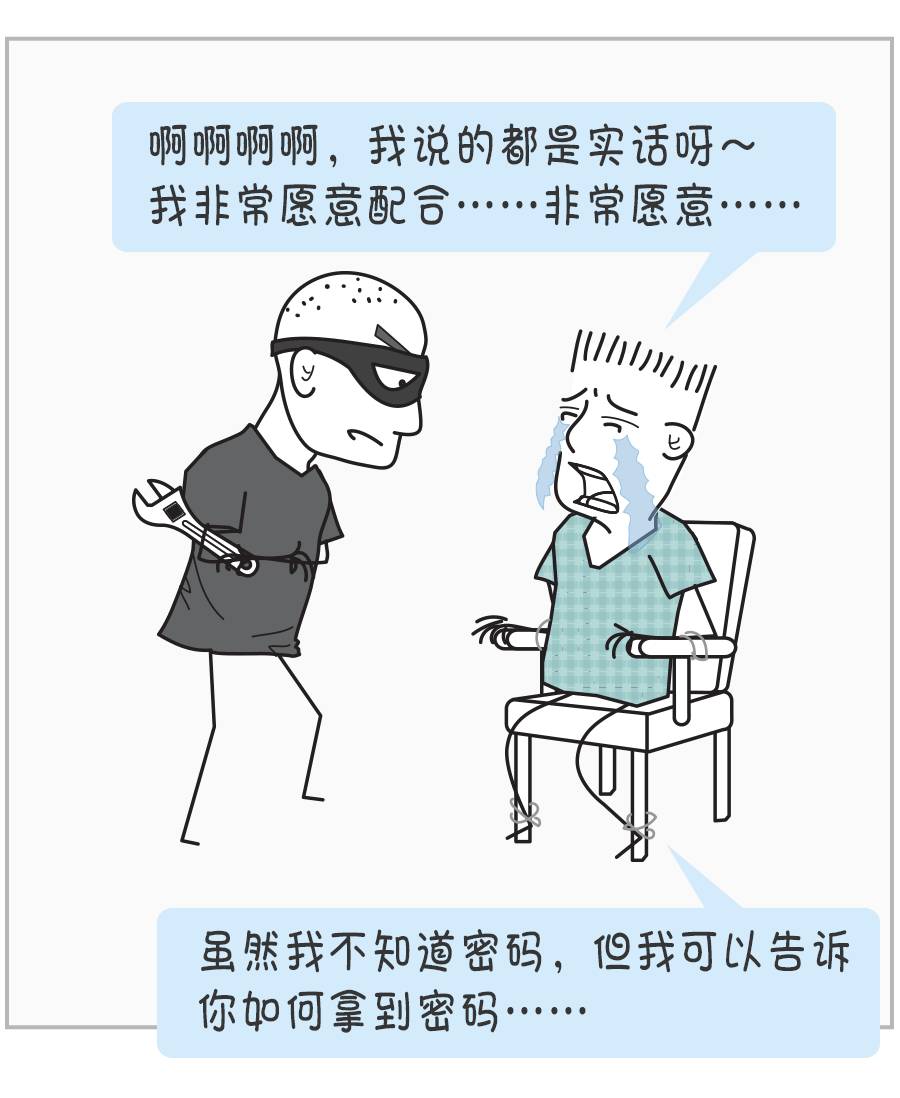 啊啊啊啊，我说的都是实话呀～
我非常愿意配合……非常愿意……
虽然我不知道密码，但我可以告诉
你如何拿到密码……